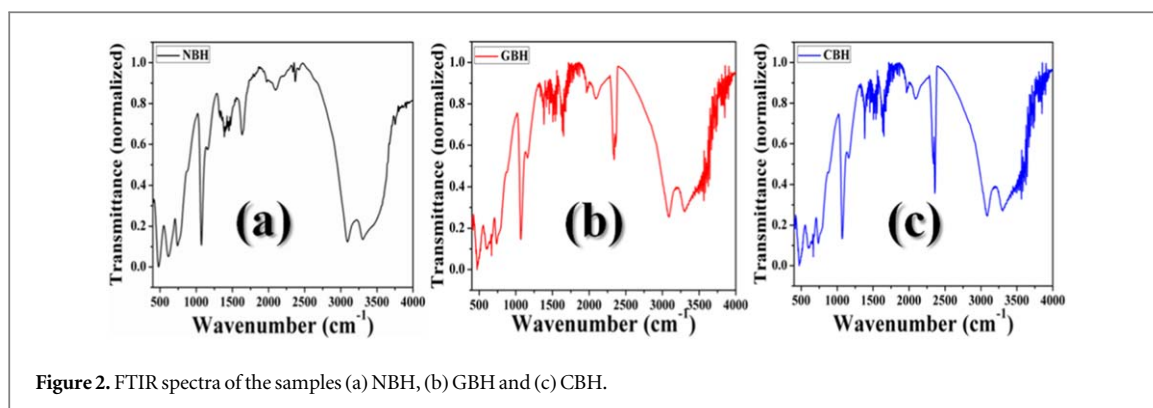 NBH
Transmittance (normalized)
1.0
0.8
0.6
0.4
0.2
0.0
(a)
500 1000 1500 2000 2500 3000 3500 4000
Wavenumber (cm⁻¹)
GBH
Transmittance (normalized)
1.0
0.8
0.6
0.4
0.2
0.0
(b)
500 1000 1500 2000 2500 3000 3500 4000
Wavenumber (cm⁻¹)
CBH
Transmittance (normalized)
1.0
0.8
0.6
0.4
0.2
0.0
(c)
500 1000 1500 2000 2500 3000 3500 4000
Wavenumber (cm⁻¹)
Figure 2. FTIR spectra of the samples (a) NBH, (b) GBH and (c) CBH.